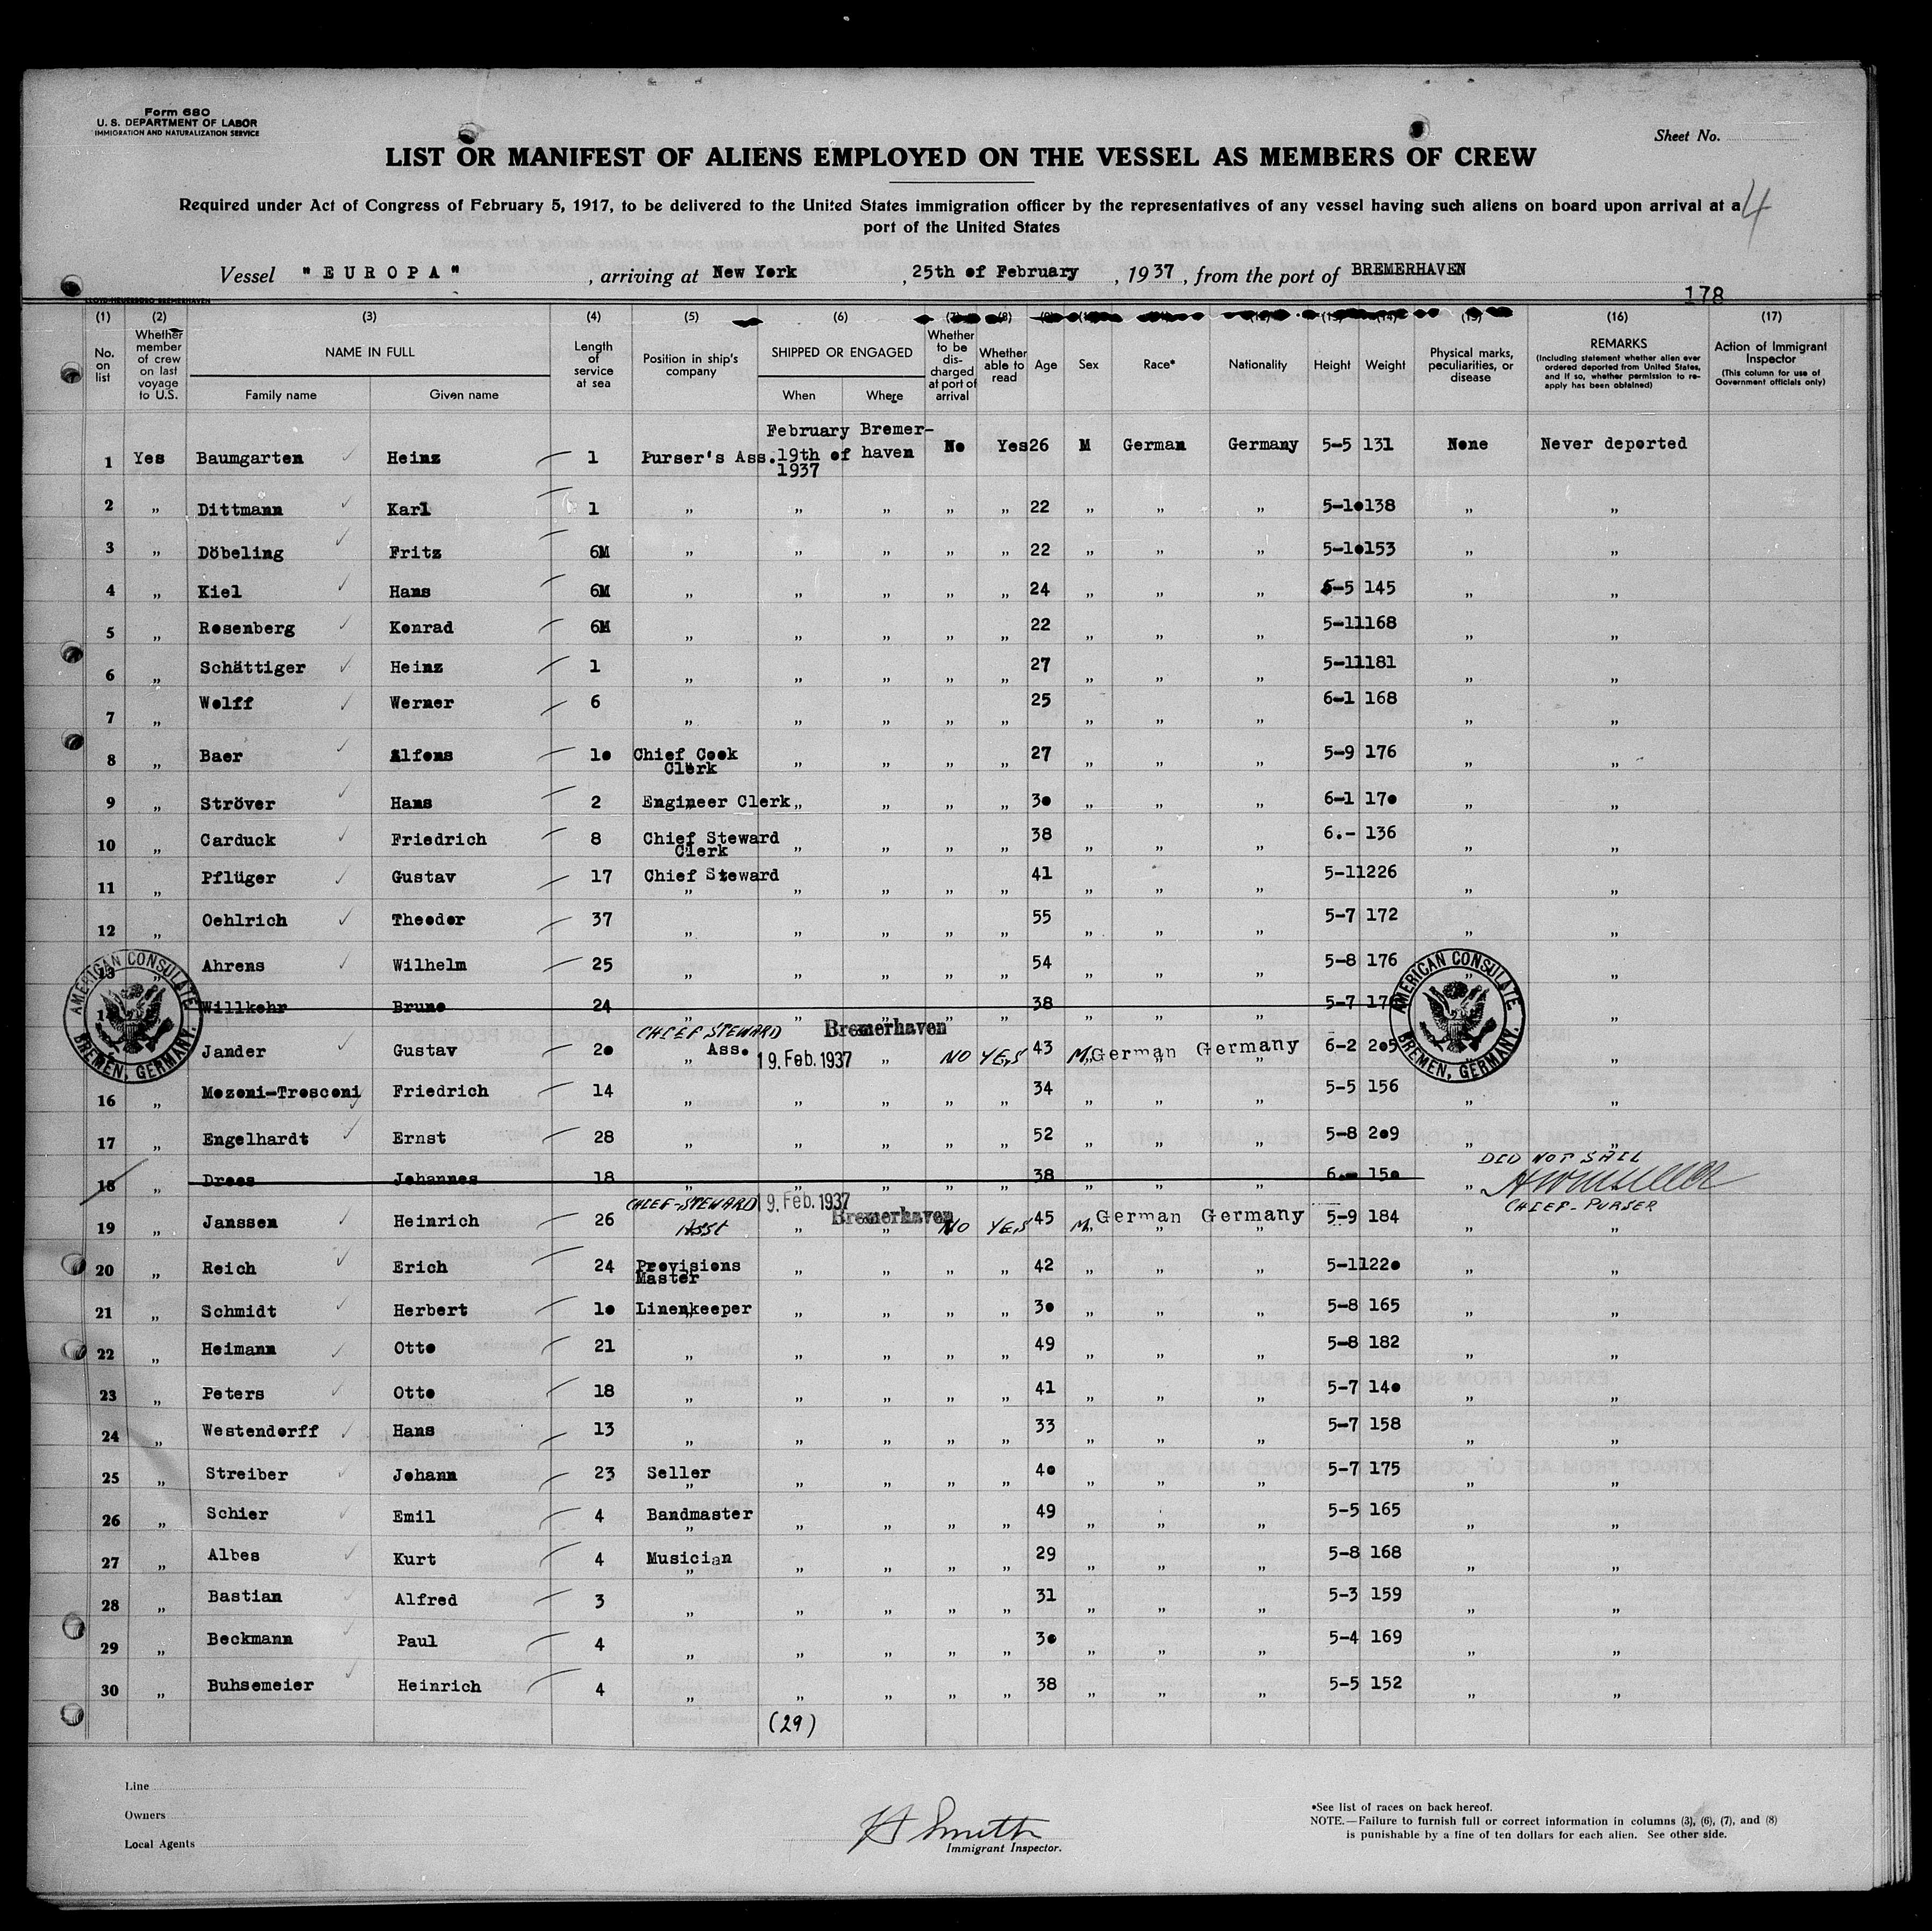 Form 680
U. S. DEPARTMENT OF LABOR
IMMIGRATION AND NATURALIZATION SERVICE
Sheet No.
LIST OR MANIFEST OF ALIENS EMPLOYED ON THE VESSEL AS MEMBERS OF CREW
Required under Act of Congress of February 5, 1917, to be delivered to the United States immigration officer by the representatives of any vessel having such aliens on board upon arrival at a
port of the United States
4
Vessel "EUROPA", arriving at New York, 25th of February, 1937, from the port of BREMERHAVEN
178
(1) (2) (3) (4) (5) (6) (7) (8) (9) (13) (14) (15) (16) (17)
No. on list
Whether member of crew on last voyage to U.S.
NAME IN FULL
Family name Given name
Length of service at sea
Position in ship's company
SHIPPED OR ENGAGED
When Where
Whether to be discharged at port of arrival
Whether able to read
Age Sex Race* Nationality Height Weight
Physical marks, peculiarities, or disease
REMARKS
(Including statement whether alien ever ordered deported from United States, and if so, whether permission to re-apply has been obtained)
Action of Immigrant Inspector
(This column for use of Government officials only)
1 Yes Baumgarten Heinz 1 Purser's Ass. February 19th of 1937 Bremer-haven No Yes 26 M German Germany 5-5 131 None Never deported
2 „ Dittmann Karl 1 „ „ „ „ „ 22 „ „ „ 5-10 138 „ „
3 „ Döbeling Fritz 6M „ „ „ „ „ 22 „ „ „ 5-10 153 „ „
4 „ Kiel Hans 6M „ „ „ „ „ 24 „ „ „ 5-5 145 „ „
5 „ Rosenberg Konrad 6M „ „ „ „ „ 22 „ „ „ 5-11 168 „ „
6 „ Schättiger Heinz 1 „ „ „ „ „ 27 „ „ „ 5-11 181 „ „
7 „ Wolff Werner 6 „ „ „ „ „ 25 „ „ „ 6-1 168 „ „
8 „ Baer Alfons 10 Chief Cook Clerk „ „ „ „ 27 „ „ „ 5-9 176 „ „
9 „ Ströver Hans 2 Engineer Clerk „ „ „ „ 30 „ „ „ 6-1 170 „ „
10 „ Carduck Friedrich 8 Chief Steward Clerk „ „ „ „ 38 „ „ „ 6.- 136 „ „
11 „ Pflüger Gustav 17 Chief Steward „ „ „ „ 41 „ „ „ 5-11 226 „ „
12 „ Oehlrich Theodor 37 „ „ „ „ „ 55 „ „ „ 5-7 172 „ „
13 „ Ahrens Wilhelm 25 „ „ „ „ „ 54 „ „ „ 5-8 176 „ „
Willkehr Bruno 24 „ „ „ „ „ 38 „ „ „ 5-7 „
Jander Gustav 20 CHIEF STEWARD „ Ass. 19. Feb. 1937 Bremerhaven NO YES 43 M German Germany 6-2 205 „
16 „ Mozoni-Tresconi Friedrich 14 „ „ „ „ „ 34 „ „ „ 5-5 156 „ „
17 „ Engelhardt Ernst 28 „ „ „ „ „ 52 „ „ „ 5-8 209 „ „
18 „ Drees Johannes 18 „ „ „ „ „ 38 „ „ „ 6.- 150 „ DID NOT SAIL
CHIEF-PURSER
19 „ Janssen Heinrich 26 CHIEF-STEWARD Asst 19. Feb. 1937 Bremerhaven NO YES 45 M. German Germany 5-9 184 „ „
20 „ Reich Erich 24 Provisions Master „ „ „ „ 42 „ „ „ 5-11 220 „ „
21 „ Schmidt Herbert 10 Linenkeeper „ „ „ „ 30 „ „ „ 5-8 165 „ „
22 „ Heimann Otto 21 „ „ „ „ „ 49 „ „ „ 5-8 182 „ „
23 „ Peters Otto 18 „ „ „ „ „ 41 „ „ „ 5-7 140 „ „
24 „ Westendorff Hans 13 „ „ „ „ „ 33 „ „ „ 5-7 158 „ „
25 „ Streiber Johann 23 Seller „ „ „ „ 40 „ „ „ 5-7 175 „ „
26 „ Schier Emil 4 Bandmaster „ „ „ „ 49 „ „ „ 5-5 165 „ „
27 „ Albes Kurt 4 Musician „ „ „ „ 29 „ „ „ 5-8 168 „ „
28 „ Bastian Alfred 3 „ „ „ „ „ 31 „ „ „ 5-3 159 „ „
29 „ Beckmann Paul 4 „ „ „ „ „ 30 „ „ „ 5-4 169 „ „
30 „ Buhsemeier Heinrich 4 „ „ „ „ „ 38 „ „ „ 5-5 152 „ „
(29)
AMERICAN CONSULATE
BREMEN, GERMANY.
AMERICAN CONSULATE
BREMEN, GERMANY.
Line
Owners
Local Agents
H Smith
Immigrant Inspector.
*See list of races on back hereof.
NOTE.—Failure to furnish full or correct information in columns (3), (6), (7), and (8)
is punishable by a fine of ten dollars for each alien. See other side.